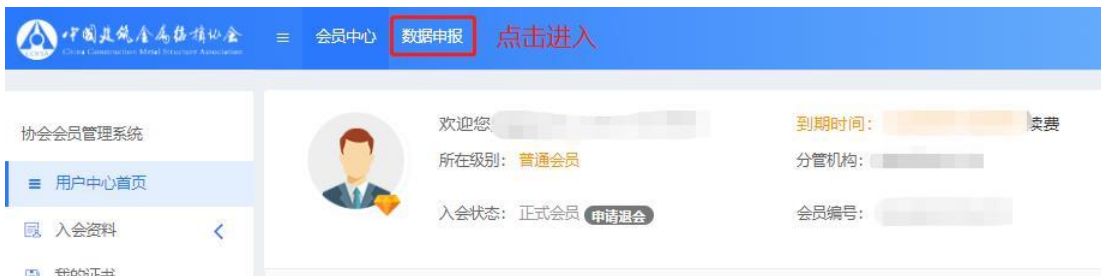 中国建筑金属结构协会
China Construction Metal Structure Association
会员中心 数据申报 点击进入
协会会员管理系统
用户中心首页
入会资料
我的证书
欢迎您
所在级别：普通会员
入会状态：正式会员 申请退会
到期时间： 续费
分管机构：
会员编号：